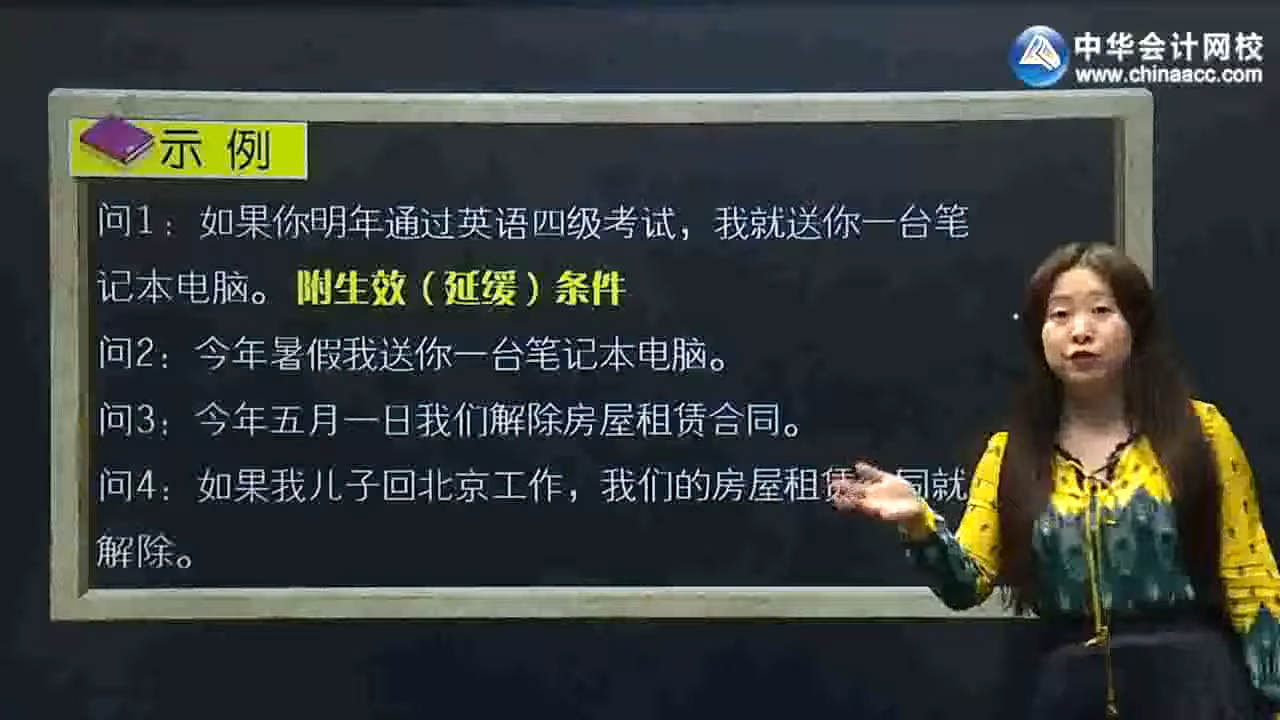 中华会计网校
www.chinaacc.com
示例
问1：如果你明年通过英语四级考试，我就送你一台笔
记本电脑。附生效（延缓）条件
问2：今年暑假我送你一台笔记本电脑。
问3：今年五月一日我们解除房屋租赁合同。
问4：如果我儿子回北京工作，我们的房屋租赁 同就
解除。